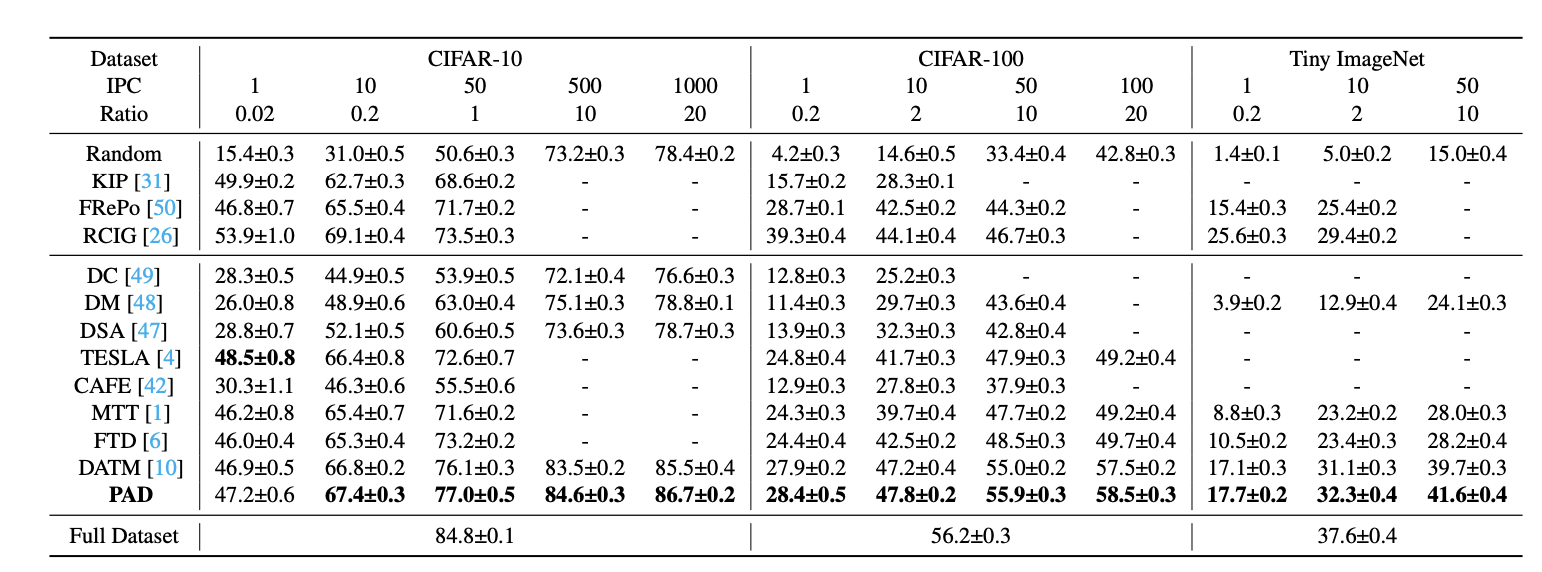 Dataset CIFAR-10 CIFAR-100 Tiny ImageNet
IPC 1 10 50 500 1000 1 10 50 100 1 10 50
Ratio 0.02 0.2 1 10 20 0.2 2 10 20 0.2 2 10
Random 15.4±0.3 31.0±0.5 50.6±0.3 73.2±0.3 78.4±0.2 4.2±0.3 14.6±0.5 33.4±0.4 42.8±0.3 1.4±0.1 5.0±0.2 15.0±0.4
KIP [31] 49.9±0.2 62.7±0.3 68.6±0.2 - - 15.7±0.2 28.3±0.1 - - - - -
FRePo [50] 46.8±0.7 65.5±0.4 71.7±0.2 - - 28.7±0.1 42.5±0.2 44.3±0.2 - 15.4±0.3 25.4±0.2 -
RCIG [26] 53.9±1.0 69.1±0.4 73.5±0.3 - - 39.3±0.4 44.1±0.4 46.7±0.3 - 25.6±0.3 29.4±0.2 -
DC [49] 28.3±0.5 44.9±0.5 53.9±0.5 72.1±0.4 76.6±0.3 12.8±0.3 25.2±0.3 - - - - -
DM [48] 26.0±0.8 48.9±0.6 63.0±0.4 75.1±0.3 78.8±0.1 11.4±0.3 29.7±0.3 43.6±0.4 - 3.9±0.2 12.9±0.4 24.1±0.3
DSA [47] 28.8±0.7 52.1±0.5 60.6±0.5 73.6±0.3 78.7±0.3 13.9±0.3 32.3±0.3 42.8±0.4 - - - -
TESLA [4] 48.5±0.8 66.4±0.8 72.6±0.7 - - 24.8±0.4 41.7±0.3 47.9±0.3 49.2±0.4 - - -
CAFE [42] 30.3±1.1 46.3±0.6 55.5±0.6 - - 12.9±0.3 27.8±0.3 37.9±0.3 - - - -
MTT [1] 46.2±0.8 65.4±0.7 71.6±0.2 - - 24.3±0.3 39.7±0.4 47.7±0.2 49.2±0.4 8.8±0.3 23.2±0.2 28.0±0.3
FTD [6] 46.0±0.4 65.3±0.4 73.2±0.2 - - 24.4±0.4 42.5±0.2 48.5±0.3 49.7±0.4 10.5±0.2 23.4±0.3 28.2±0.4
DATM [10] 46.9±0.5 66.8±0.2 76.1±0.3 83.5±0.2 85.5±0.4 27.9±0.2 47.2±0.4 55.0±0.2 57.5±0.2 17.1±0.3 31.1±0.3 39.7±0.3
PAD 47.2±0.6 67.4±0.3 77.0±0.5 84.6±0.3 86.7±0.2 28.4±0.5 47.8±0.2 55.9±0.3 58.5±0.3 17.7±0.2 32.3±0.4 41.6±0.4
Full Dataset 84.8±0.1 56.2±0.3 37.6±0.4